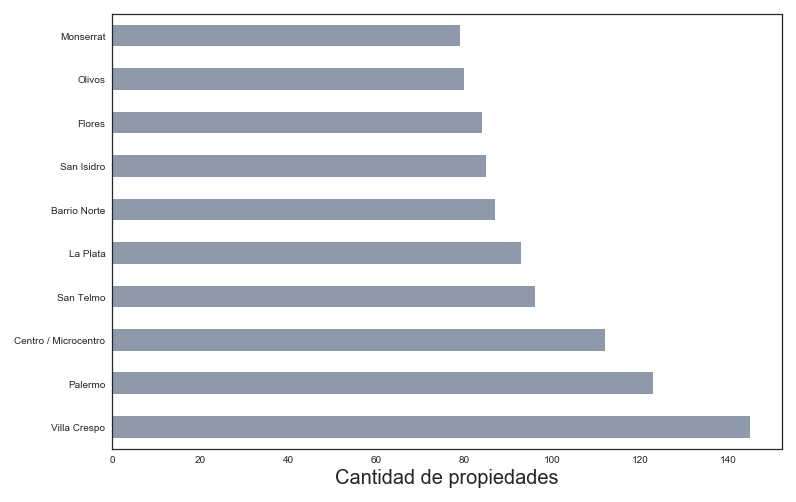 Monserrat
Olivos
Flores
San Isidro
Barrio Norte
La Plata
San Telmo
Centro / Microcentro
Palermo
Villa Crespo
0 20 40 60 80 100 120 140
Cantidad de propiedades